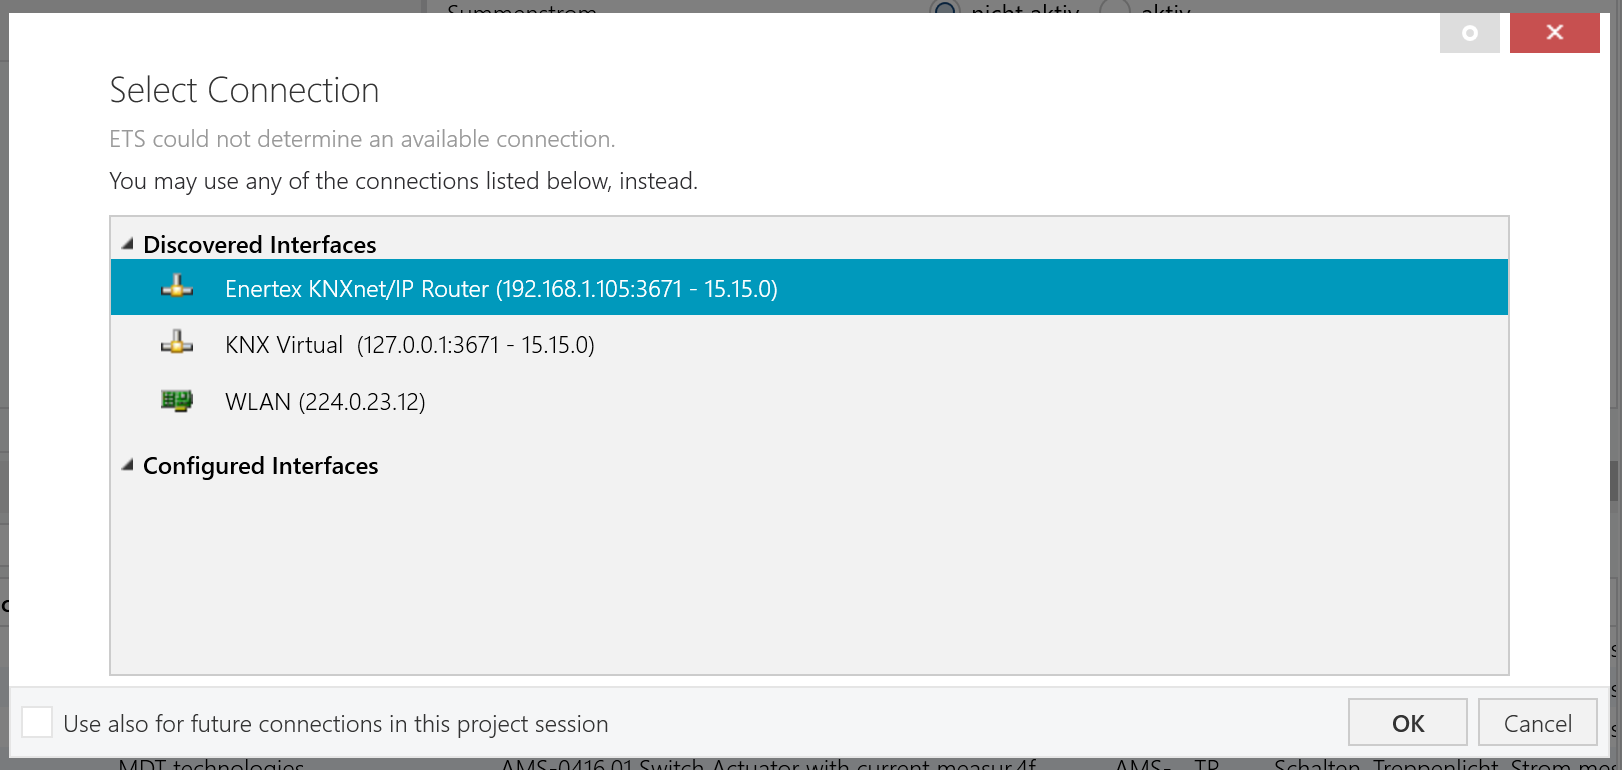 Summenstrom nicht aktiv aktiv
Select Connection
ETS could not determine an available connection.
You may use any of the connections listed below, instead.
Discovered Interfaces
Enertex KNXnet/IP Router (192.168.1.105:3671 - 15.15.0)
KNX Virtual (127.0.0.1:3671 - 15.15.0)
WLAN (224.0.23.12)
Configured Interfaces
Use also for future connections in this project session
OK
Cancel
MDT technologies AMS-0416.01 Switch Actuator with current measur.4f AMS- TP Schalten, Treppenlicht, Strom mes